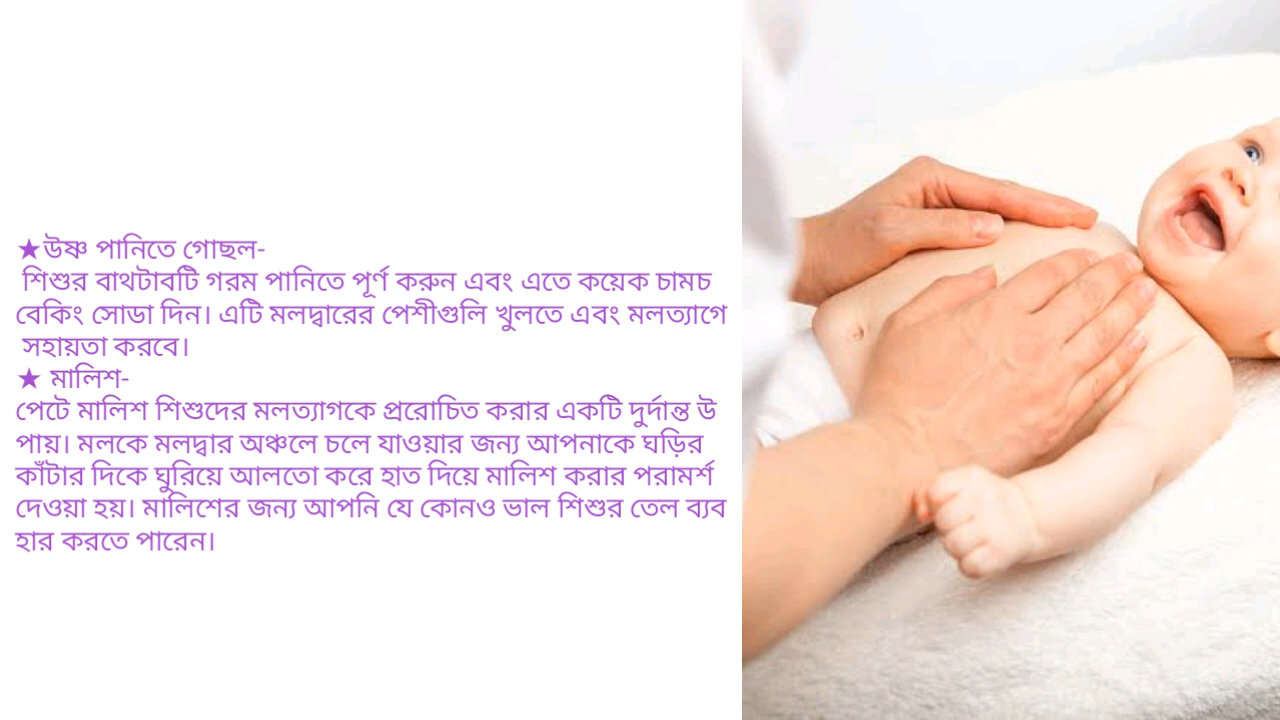 ★উষ্ণ পানিতে গোছল-
শিশুর বাথটাবটি গরম পানিতে পূর্ণ করুন এবং এতে কয়েক চামচ
বেকিং সোডা দিন। এটি মলদ্বারের পেশীগুলি খুলতে এবং মলত্যাগে
সহায়তা করবে।
★ মালিশ-
পেটে মালিশ শিশুদের মলত্যাগকে প্ররোচিত করার একটি দুর্দান্ত উ
পায়। মলকে মলদ্বার অঞ্চলে চলে যাওয়ার জন্য আপনাকে ঘড়ির
কাঁটার দিকে ঘুরিয়ে আলতো করে হাত দিয়ে মালিশ করার পরামর্শ
দেওয়া হয়। মালিশের জন্য আপনি যে কোনও ভাল শিশুর তেল ব্যব
হার করতে পারেন।